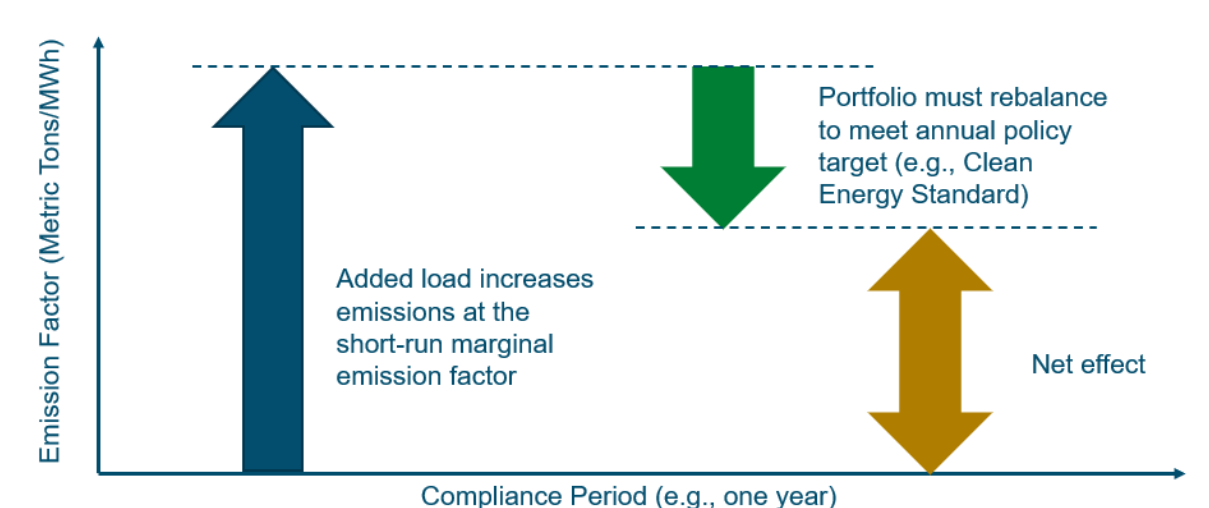 Emission Factor (Metric Tons/MWh)
Portfolio must rebalance
to meet annual policy
target (e.g., Clean
Energy Standard)
Added load increases
emissions at the
short-run marginal
emission factor
Net effect
Compliance Period (e.g., one year)